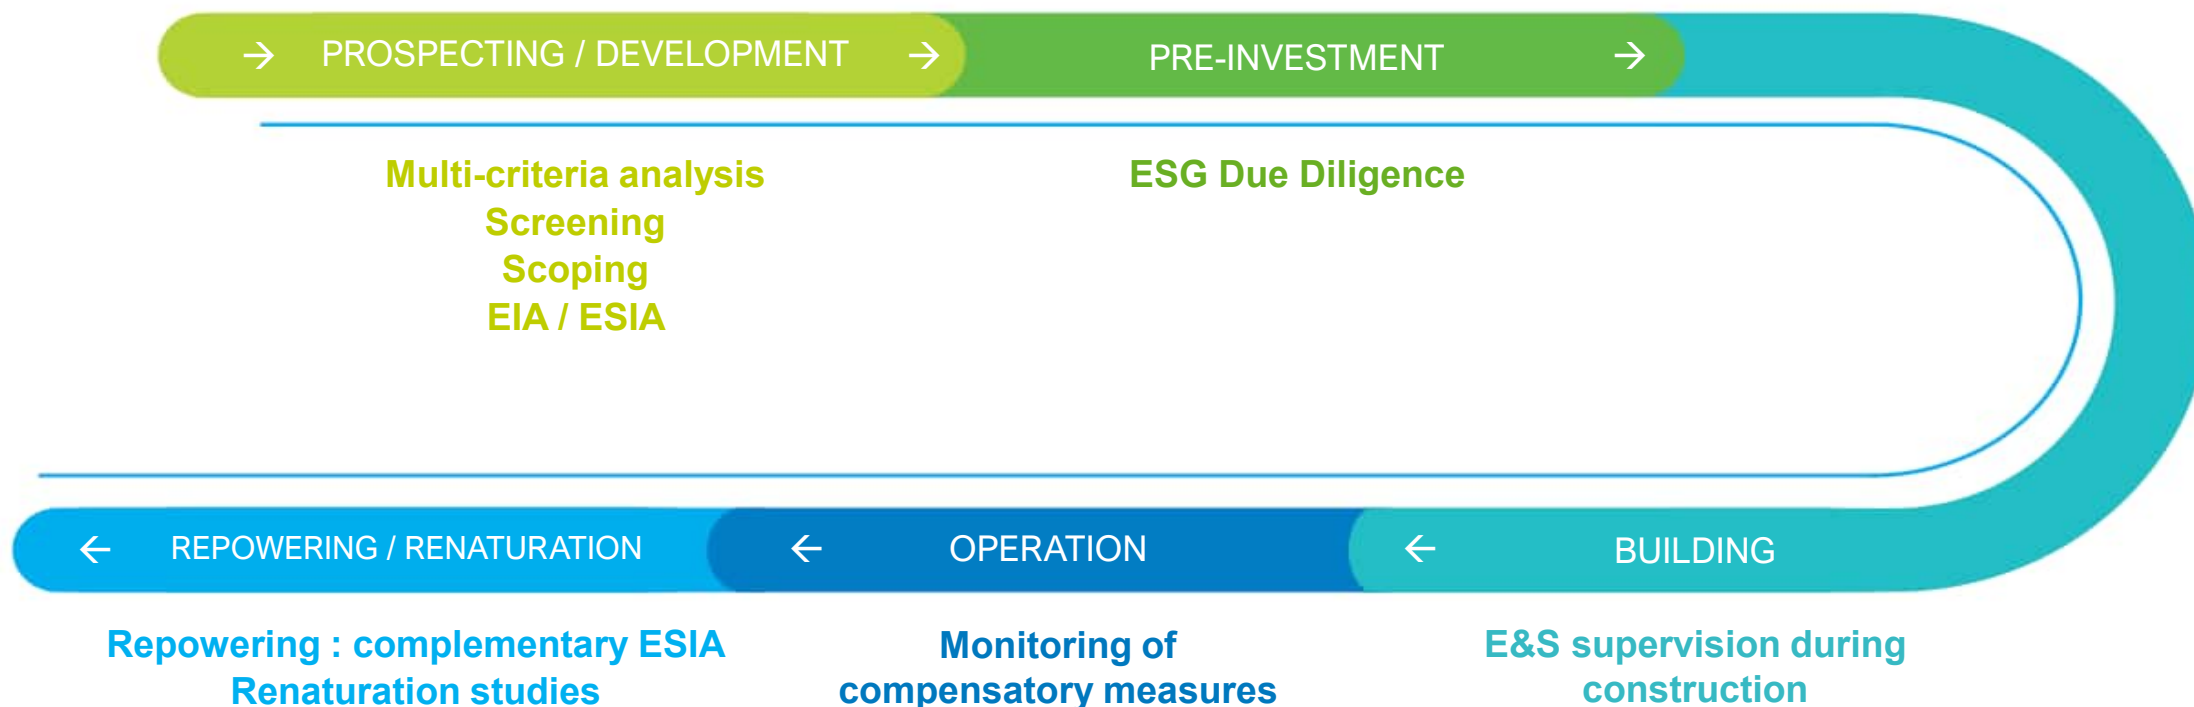 → PROSPECTING / DEVELOPMENT →
PRE-INVESTMENT →
Multi-criteria analysis
Screening
Scoping
EIA / ESIA
ESG Due Diligence
← REPOWERING / RENATURATION
← OPERATION
← BUILDING
Repowering : complementary ESIA
Renaturation studies
Monitoring of
compensatory measures
E&S supervision during
construction